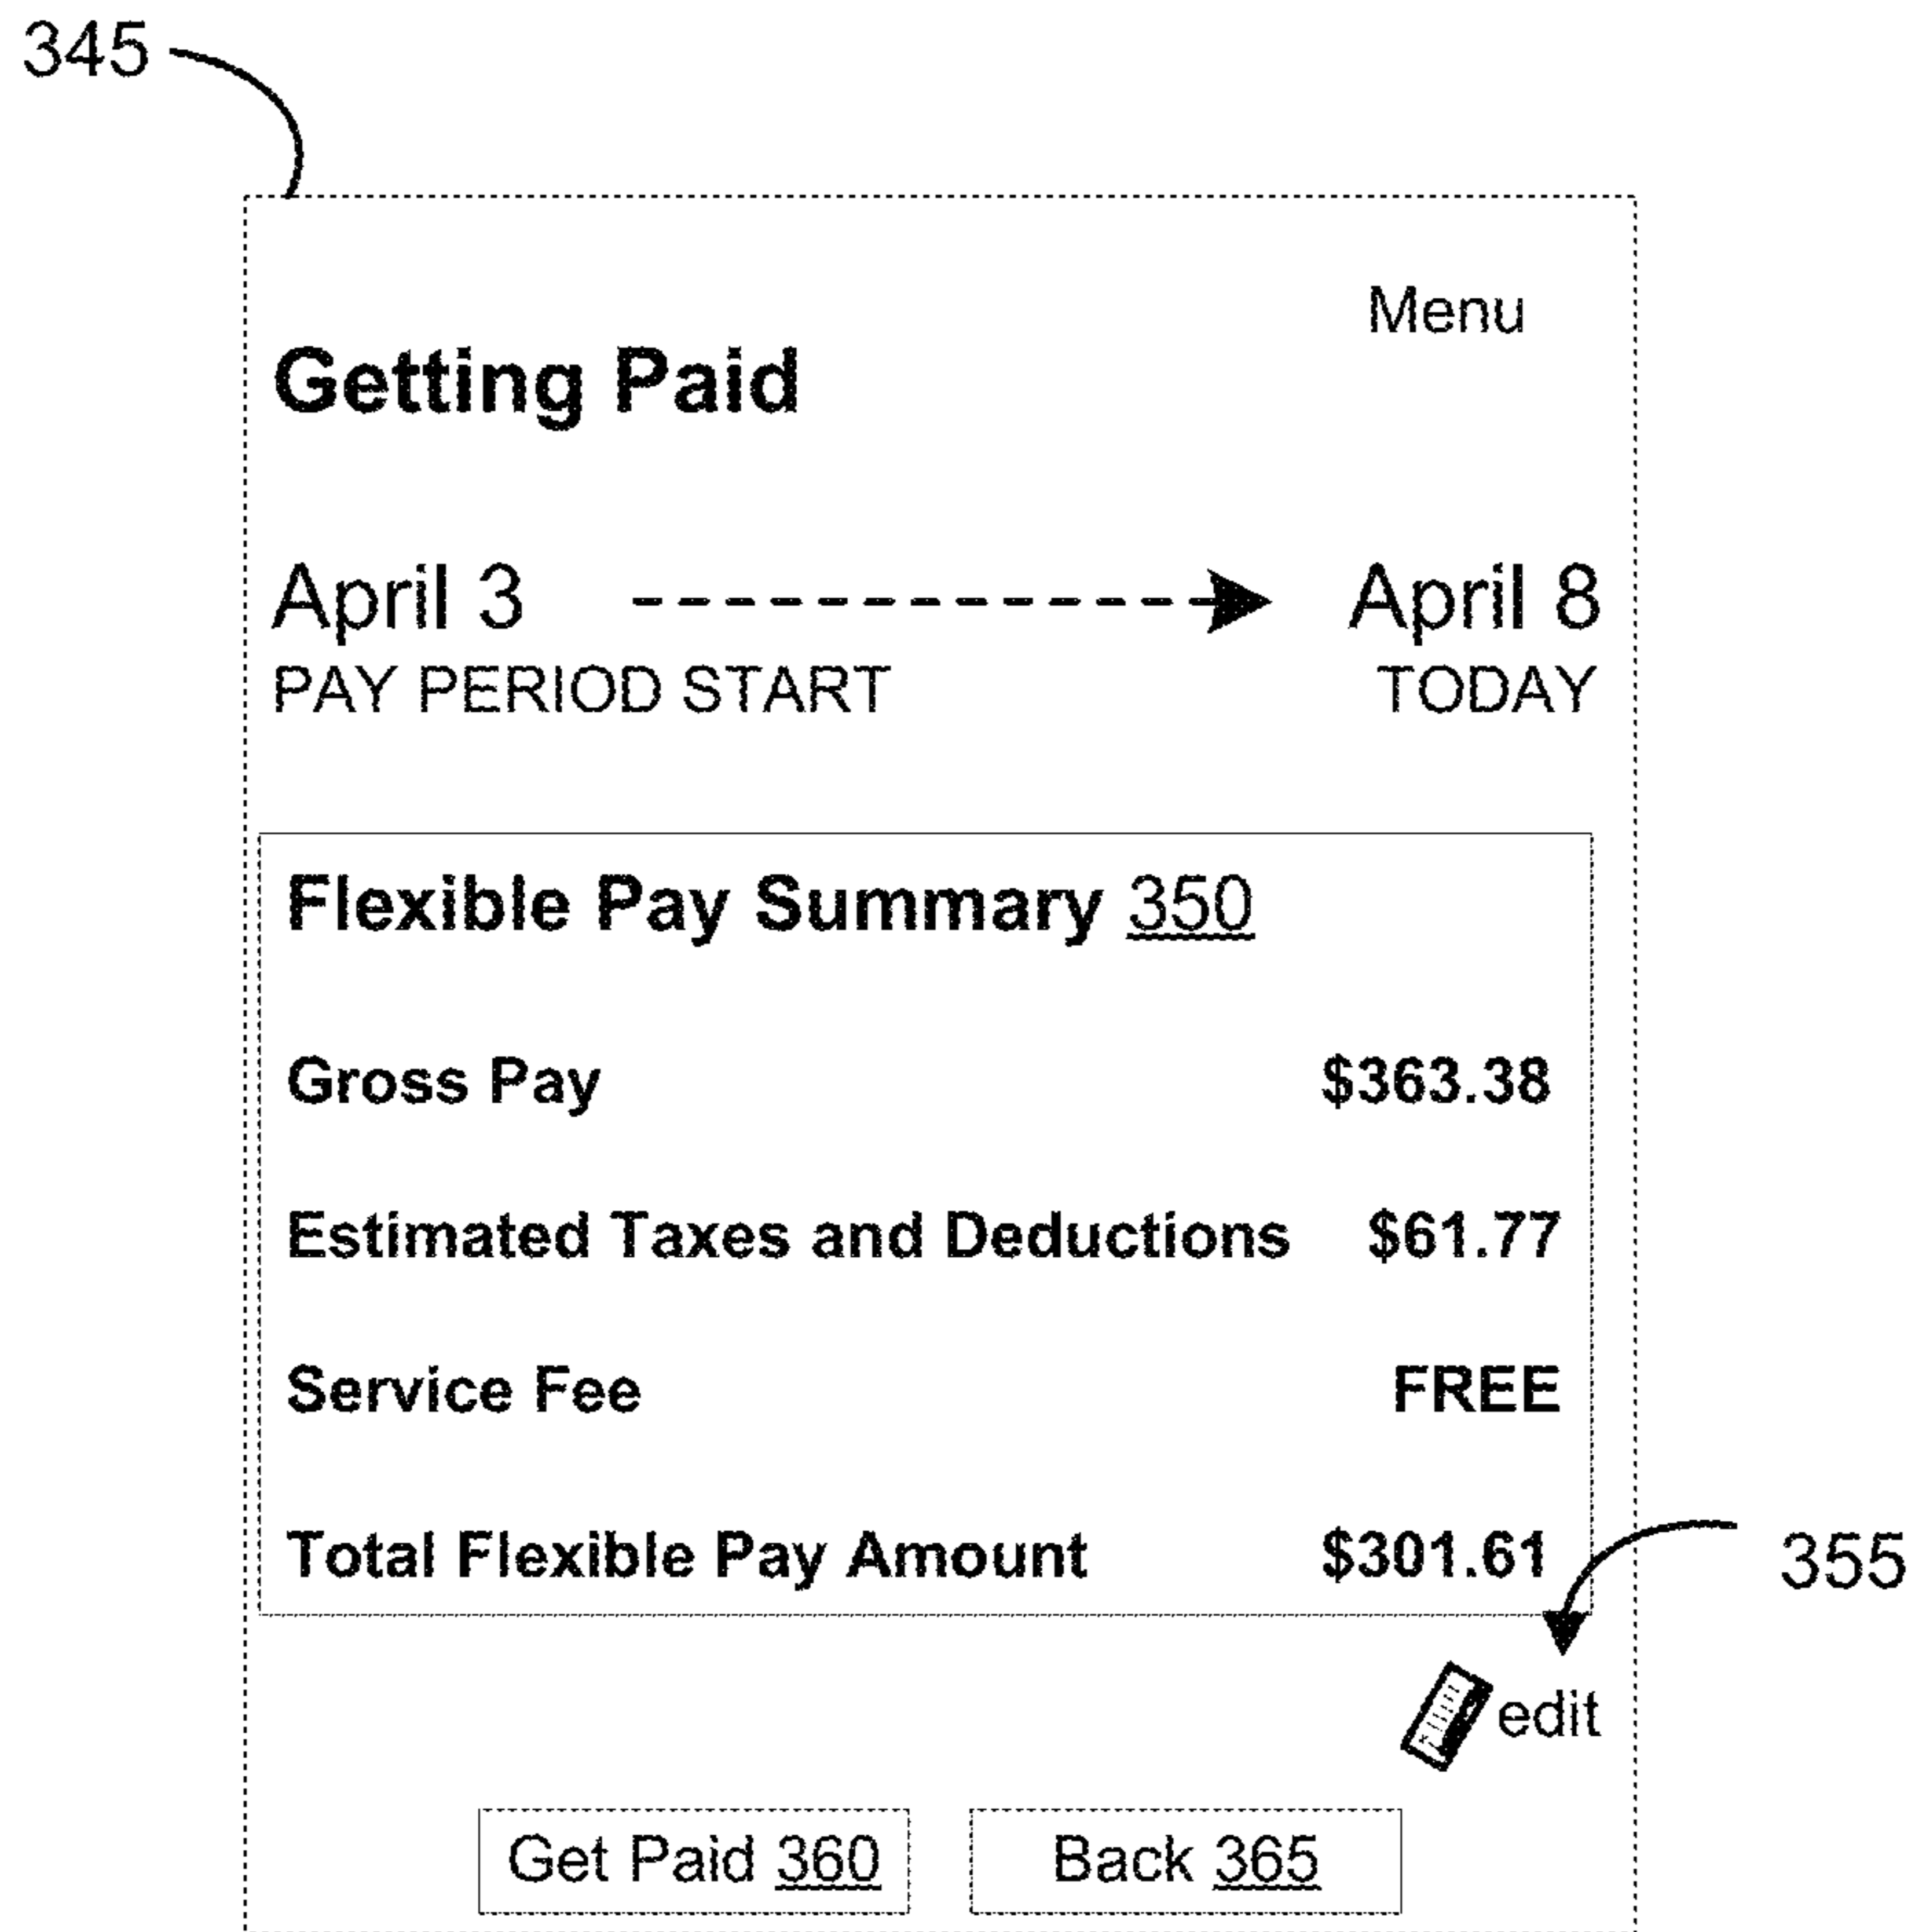 345
Menu
Getting Paid
April 3 April 8
PAY PERIOD START TODAY
Flexible Pay Summary 350
Gross Pay $363.38
Estimated Taxes and Deductions $61.77
Service Fee FREE
Total Flexible Pay Amount $301.61
355
edit
Get Paid 360 Back 365